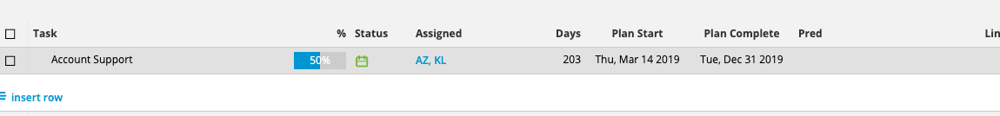 Task % Status Assigned Days Plan Start Plan Complete Pred
Account Support 50% AZ, KL 203 Thu, Mar 14 2019 Tue, Dec 31 2019
insert row